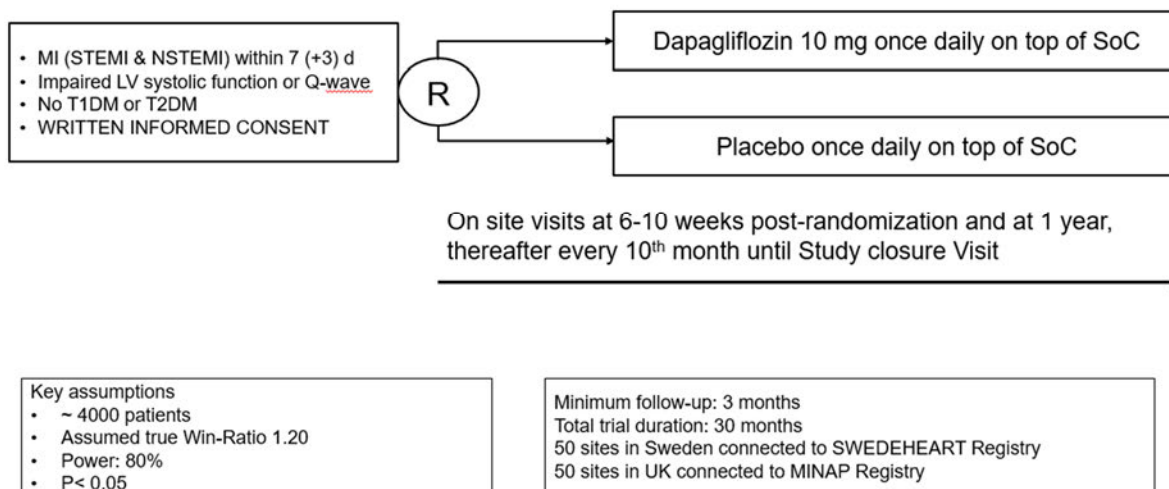 • MI (STEMI & NSTEMI) within 7 (+3) d
• Impaired LV systolic function or Q-wave
• No T1DM or T2DM
• WRITTEN INFORMED CONSENT
R
Dapagliflozin 10 mg once daily on top of SoC
Placebo once daily on top of SoC
On site visits at 6-10 weeks post-randomization and at 1 year,
thereafter every 10th month until Study closure Visit
Key assumptions
• ~ 4000 patients
• Assumed true Win-Ratio 1.20
• Power: 80%
• P< 0.05
Minimum follow-up: 3 months
Total trial duration: 30 months
50 sites in Sweden connected to SWEDEHEART Registry
50 sites in UK connected to MINAP Registry